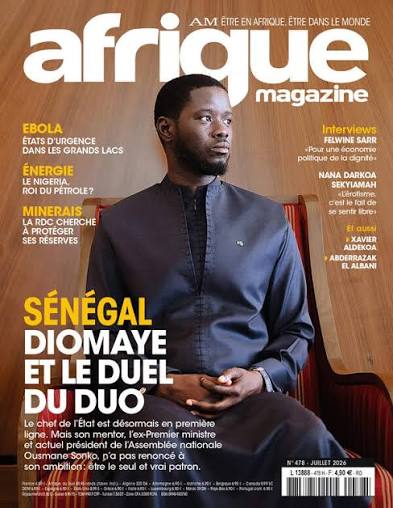 AM ÊTRE EN AFRIQUE, ÊTRE DANS LE MONDE
afrique
magazine
EBOLA
ÉTATS D'URGENCE
DANS LES GRANDS LACS
ÉNERGIE
LE NIGERIA,
ROI DU PÉTROLE ?
MINERAIS
LA RDC CHERCHE
À PROTÉGER
SES RÉSERVES
Interviews
FELWINE SARR
«Pour une économie
politique de la dignité»
NANA DARKOA
SEKYIAMAH
«L'érotisme,
c'est le fait de
se sentir libre»
Et aussi
XAVIER
ALDEKOA
ABDERRAZAK
EL ALBANI
SÉNÉGAL
DIOMAYE
ET LE DUEL
DU DUO
Le chef de l'État est désormais en première
ligne. Mais son mentor, l'ex-Premier ministre
et actuel président de l'Assemblée nationale
Ousmane Sonko, n'a pas renoncé à
son ambition : être le seul et vrai patron.
N° 478 - JUILLET 2026
L 13888 - 478 H - F: 4,90 € - RD